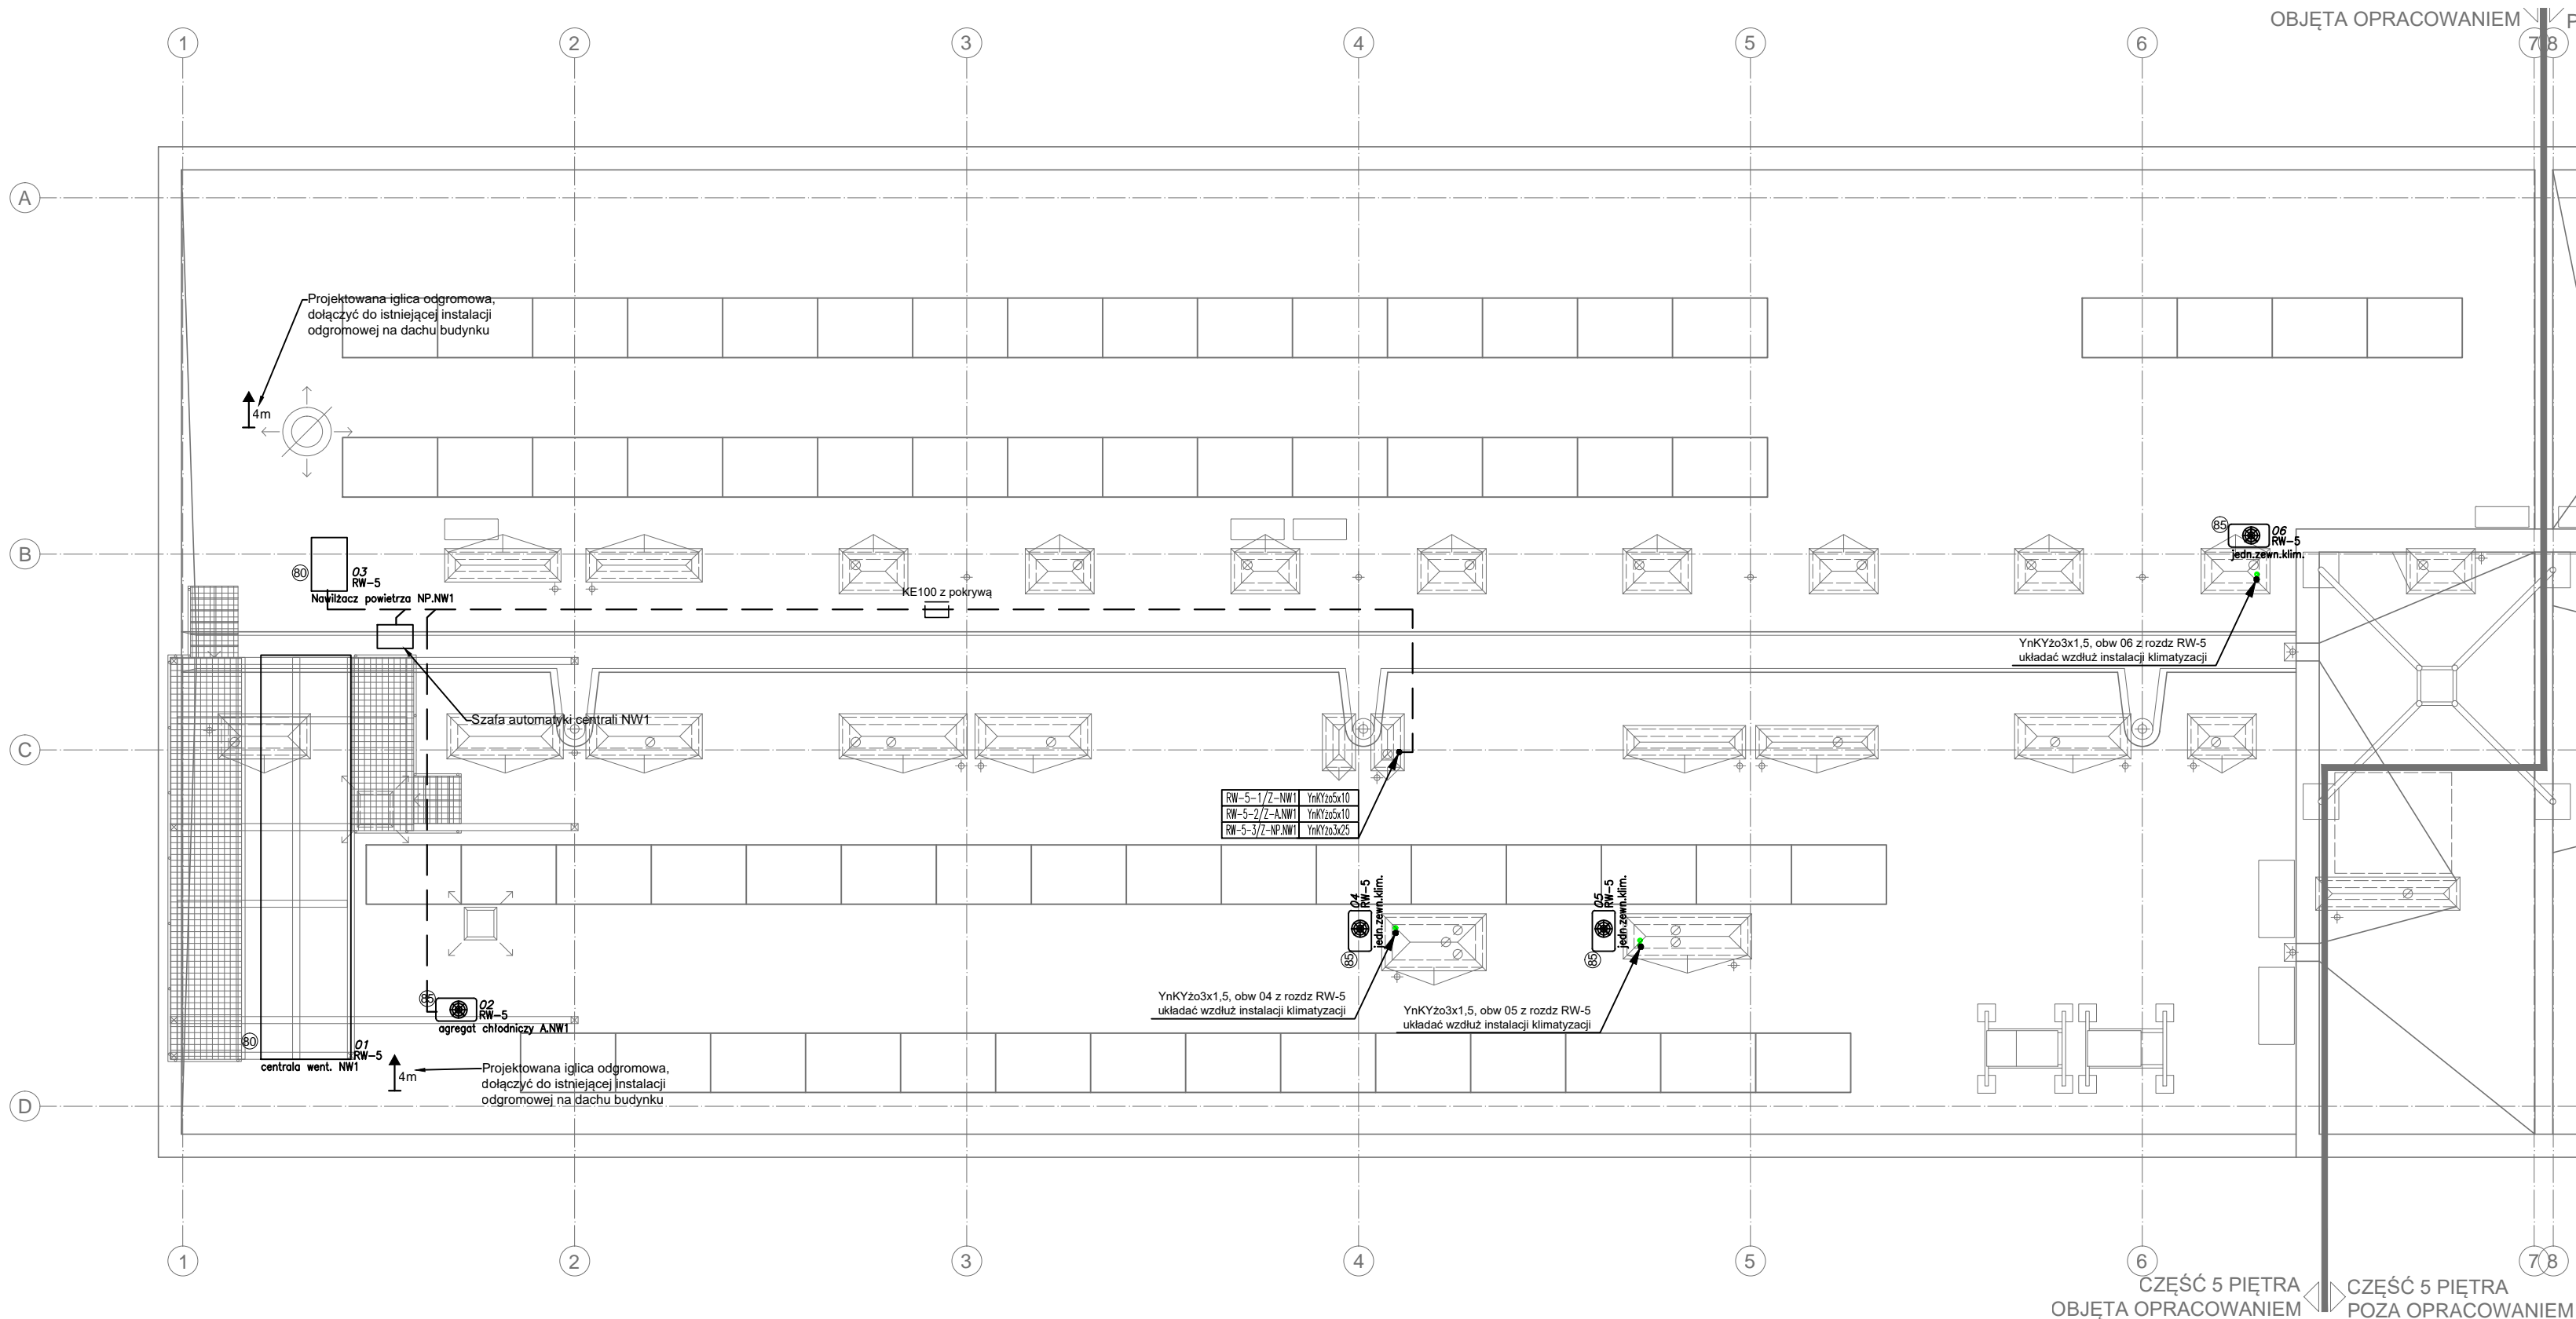 OBJĘTA OPRACOWANIEM
P
1
2
3
4
5
6
7
8
A
Projektowana iglica odgromowa,
dołączyć do istniejącej instalacji
odgromowej na dachu budynku
4m
B
85
06
RW-5
jedn.zewn.klim.
80
03
RW-5
Nawilżacz powietrza NP.NW1
KE100 z pokrywą
YnKYżo3x1,5, obw 06 z rozdz RW-5
układać wzdłuż instalacji klimatyzacji
Szafa automatyki centrali NW1
C
RW-5-1/Z-NW1 YnKYżo5x10
RW-5-2/Z-A.NW1 YnKYżo5x10
RW-5-3/Z-NP.NW1 YnKYżo3x25
04
RW-5
jedn.zewn.klim.
85
05
RW-5
jedn.zewn.klim.
85
YnKYżo3x1,5, obw 04 z rozdz RW-5
układać wzdłuż instalacji klimatyzacji
YnKYżo3x1,5, obw 05 z rozdz RW-5
układać wzdłuż instalacji klimatyzacji
85
02
RW-5
agregat chłodniczy A.NW1
80
01
RW-5
centrala went. NW1
4m
Projektowana iglica odgromowa,
dołączyć do istniejącej instalacji
odgromowej na dachu budynku
D
1
2
3
4
5
6
7
8
CZĘŚĆ 5 PIĘTRA
OBJĘTA OPRACOWANIEM
CZĘŚĆ 5 PIĘTRA
POZA OPRACOWANIEM